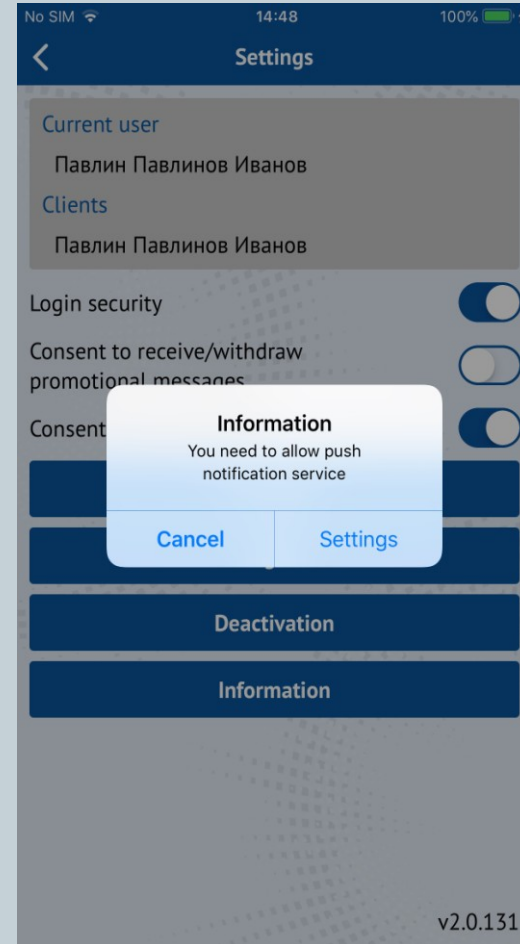 No SIM 14:48 100%
Settings
Current user
Павлин Павлинов Иванов
Clients
Павлин Павлинов Иванов
Login security
Consent to receive/withdraw
promotional messages
Consent
Information
You need to allow push
notification service
Cancel Settings
Deactivation
Information
v2.0.131